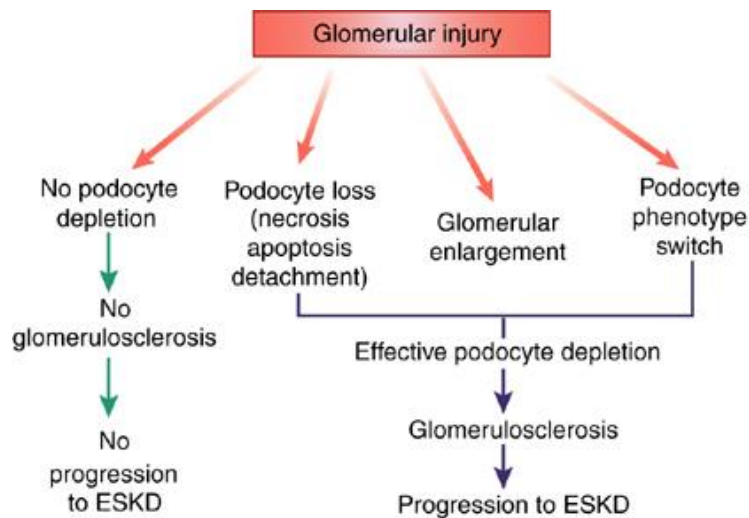 Glomerular injury
No podocyte
depletion
Podocyte loss
(necrosis
apoptosis
detachment)
Glomerular
enlargement
Podocyte
phenotype
switch
No
glomerulosclerosis
Effective podocyte depletion
No
progression
to ESKD
Glomerulosclerosis
Progression to ESKD